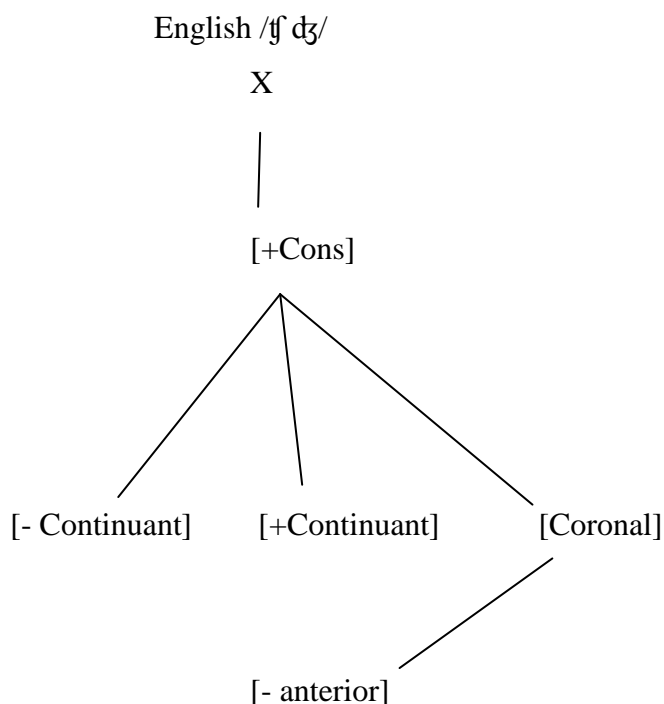 English /ʧ ʤ/
X
[+Cons]
[- Continuant] [+Continuant] [Coronal]
[- anterior]